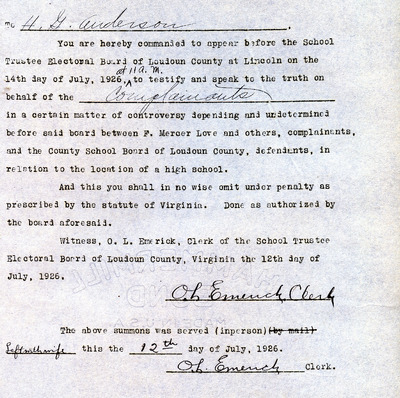 TO H. G. Anderson.
You are hereby commanded to appear before the School
Trustee Electoral Board of Loudoun County at Lincoln on the
at 11 A. M.
14th day of July, 1926, to testify and speak to the truth on
behalf of the Complainants
in a certain matter of controversy depending and undetermined
before said board between F. Mercer Love and others, complainants,
and the County School Board of Loudoun County, defendants, in
relation to the location of a high school.
And this you shall in no wise omit under penalty as
prescribed by the statute of Virginia. Done as authorized by
the board aforesaid.
Witness, O. L. Emerick, Clerk of the School Trustee
Electoral Board of Loudoun County, Virginia the 12th day of
July, 1926.
O. L. Emerick Clerk
The above summons was served (inperson)(by mail)
Left with wife this the 12th day of July, 1926.
O. L. Emerick Clerk.